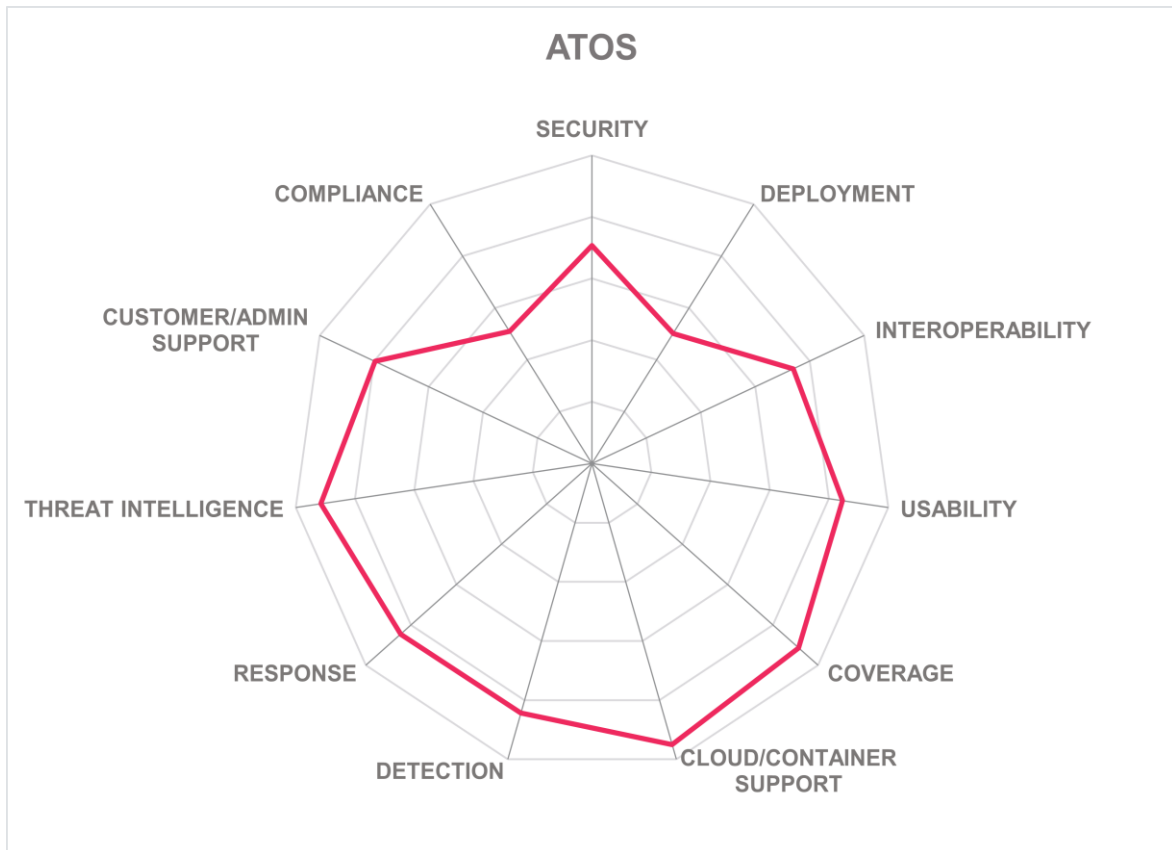 ATOS
SECURITY
DEPLOYMENT
INTEROPERABILITY
USABILITY
COVERAGE
CLOUD/CONTAINER
SUPPORT
DETECTION
RESPONSE
THREAT INTELLIGENCE
CUSTOMER/ADMIN
SUPPORT
COMPLIANCE